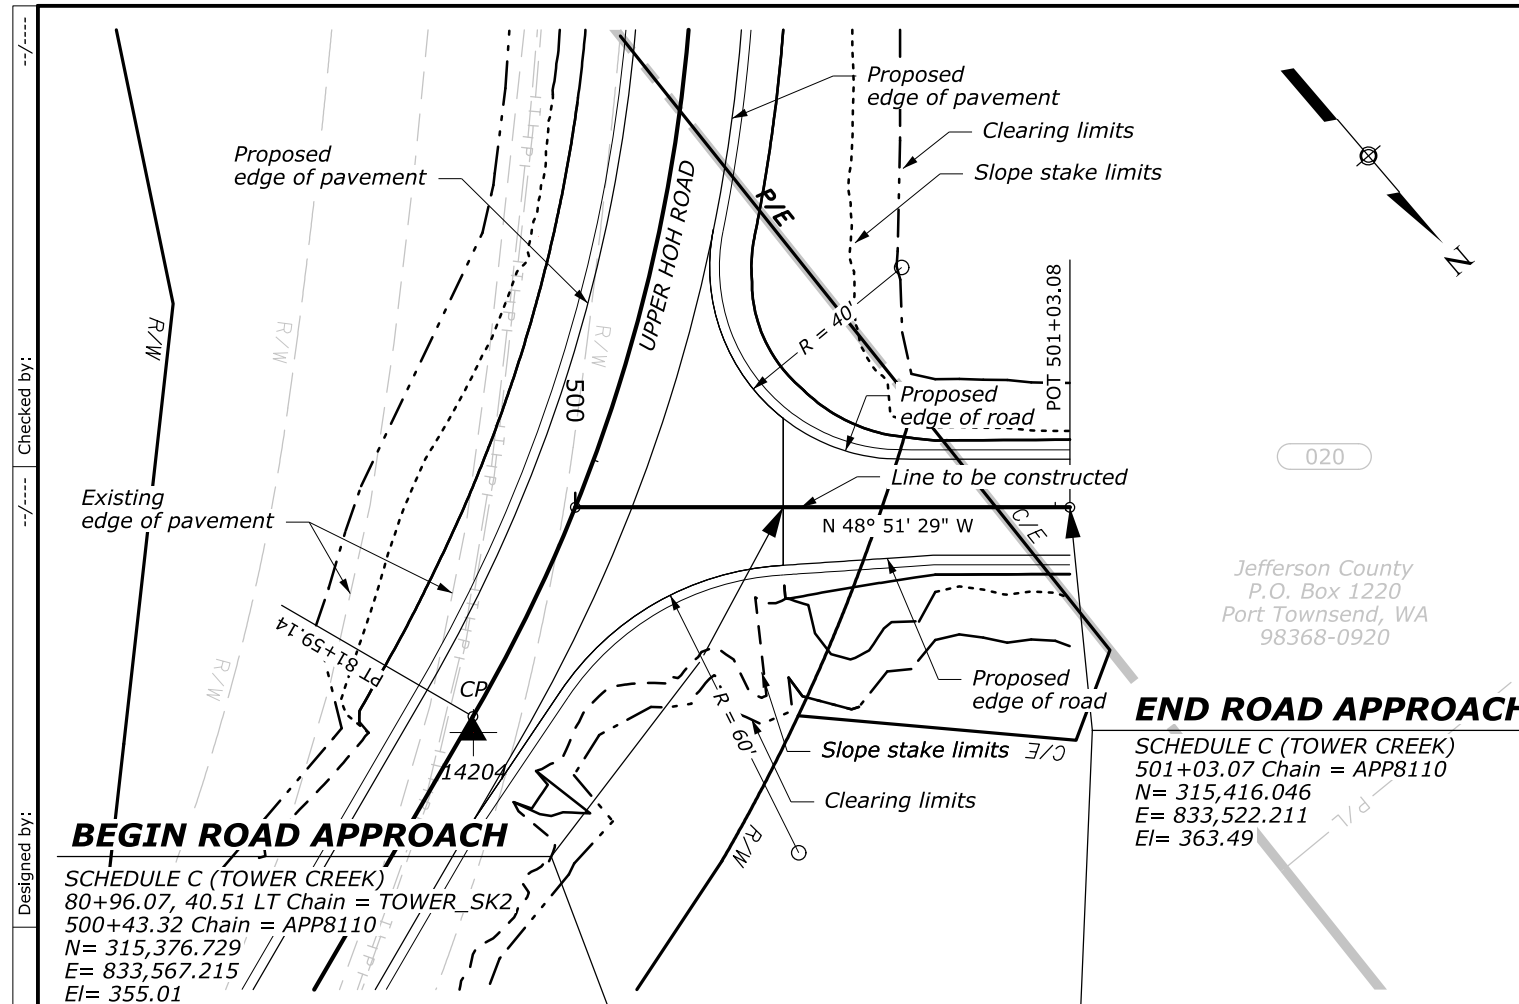 --/----
Checked by:
--/----
Designed by:
Proposed
edge of pavement
Clearing limits
Slope stake limits
Proposed
edge of pavement
P/E
UPPER HOH ROAD
R/W
R/W
R/W
R = 40'
POT 501+03.08
N
500
Proposed
edge of road
020
Line to be constructed
N 48° 51' 29" W
C/E
Existing
edge of pavement
Jefferson County
P.O. Box 1220
Port Townsend, WA
98368-0920
PT 81+59.14
R/W
CP
14204
R = 60'
Proposed
edge of road
Slope stake limits
C/E
Clearing limits
R/W
P/L
END ROAD APPROACH
SCHEDULE C (TOWER CREEK)
501+03.07 Chain = APP8110
N= 315,416.046
E= 833,522.211
El= 363.49
BEGIN ROAD APPROACH
SCHEDULE C (TOWER CREEK)
80+96.07, 40.51 LT Chain = TOWER_SK2
500+43.32 Chain = APP8110
N= 315,376.729
E= 833,567.215
El= 355.01